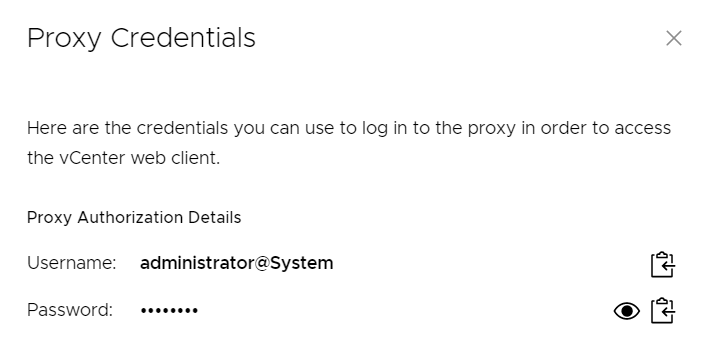 Proxy Credentials
Here are the credentials you can use to log in to the proxy in order to access
the vCenter web client.
Proxy Authorization Details
Username: administrator@System
Password: ••••••••